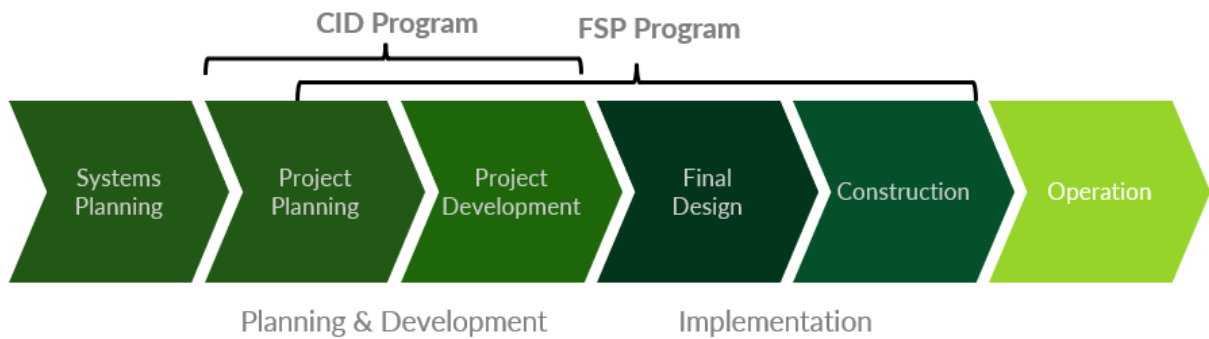 CID Program
FSP Program
Systems
Planning
Project
Planning
Project
Development
Final
Design
Construction
Operation
Planning & Development
Implementation